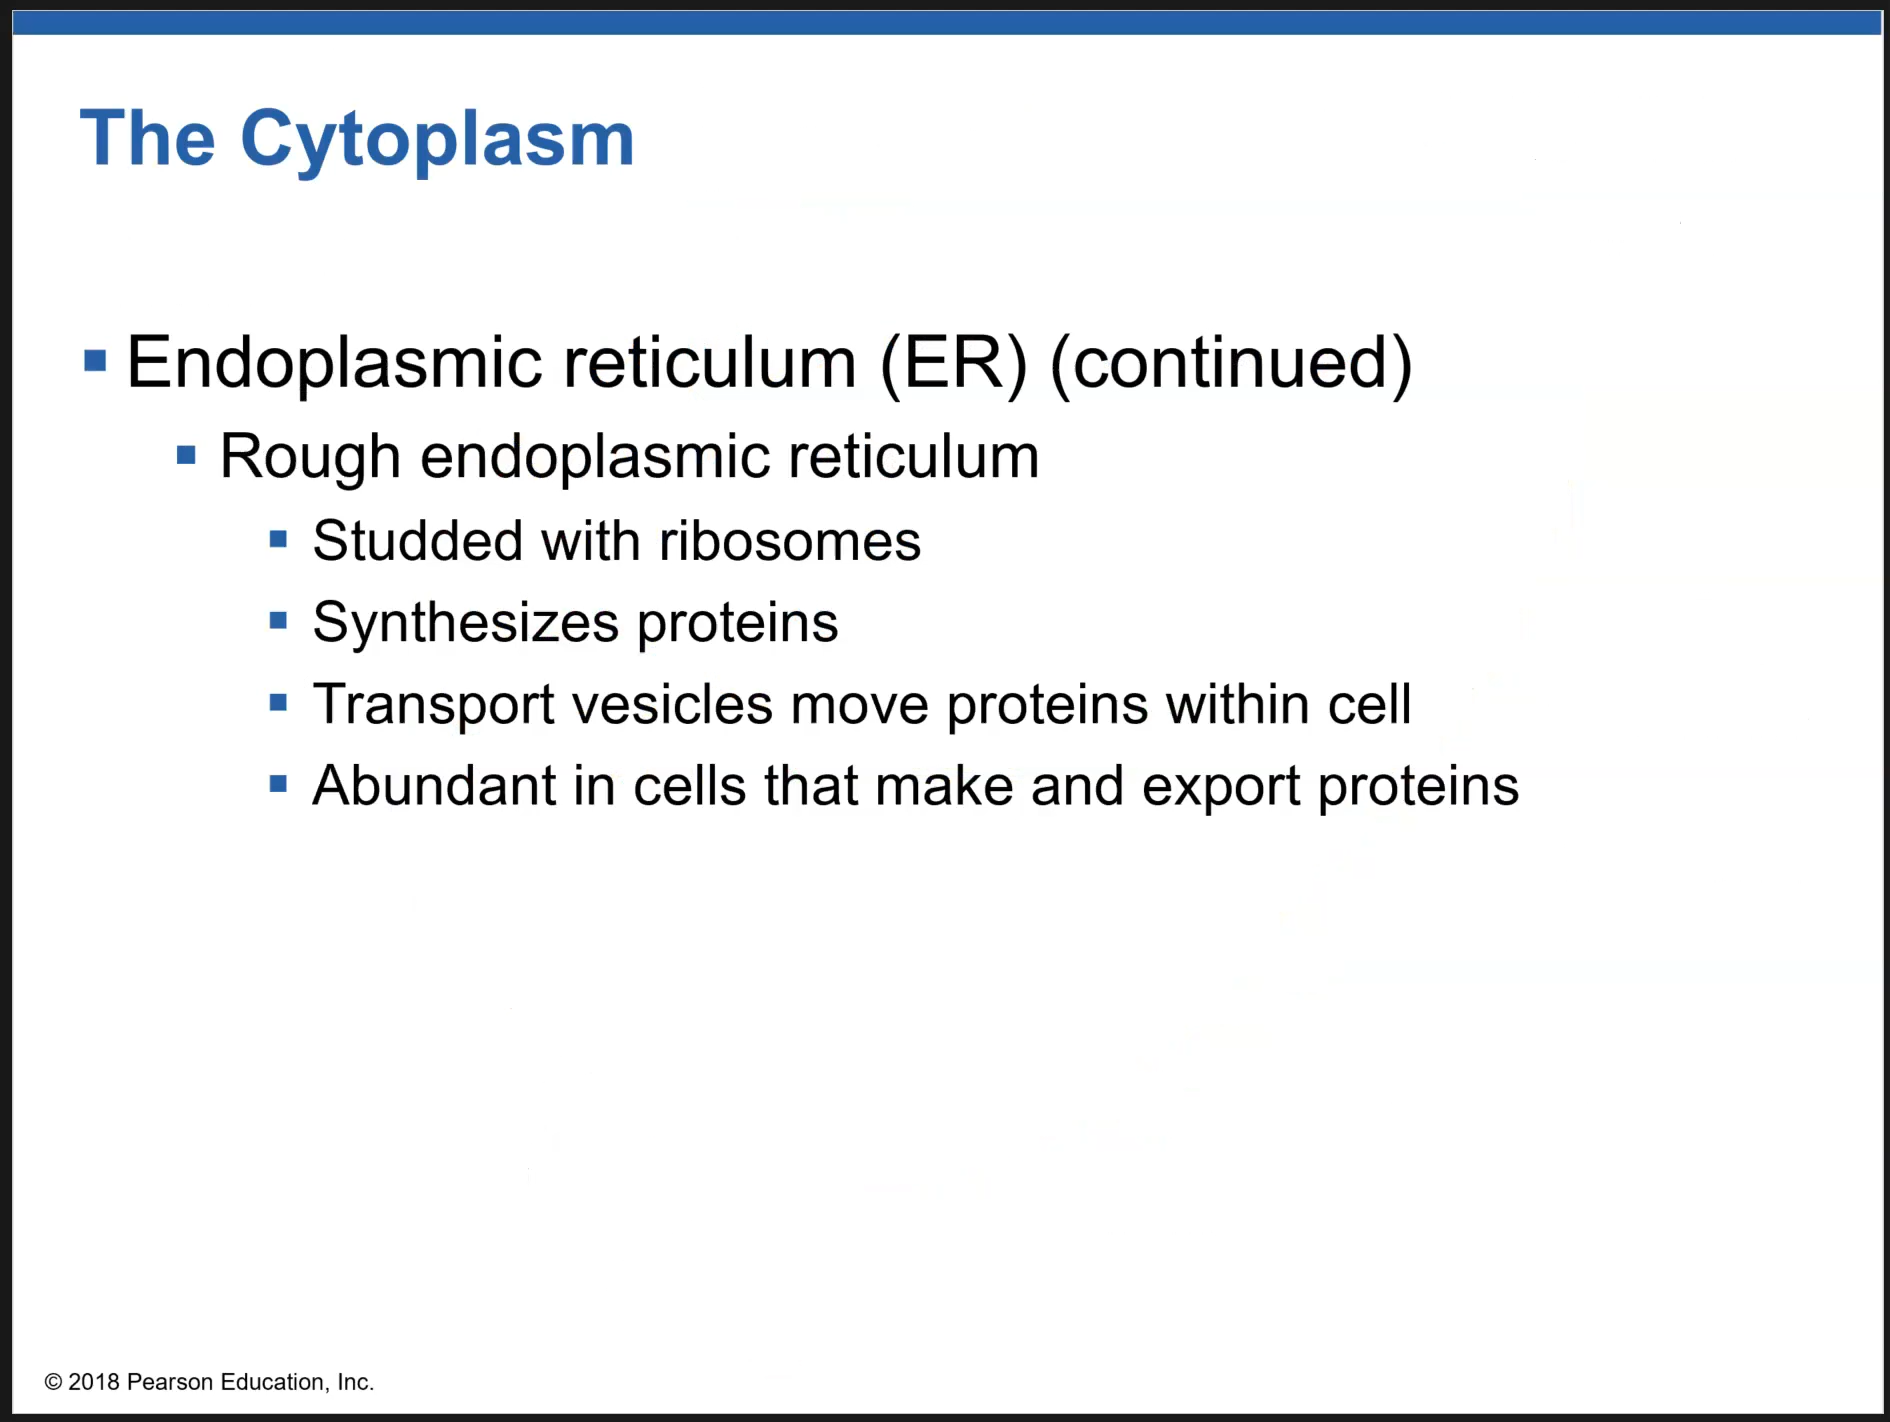 The Cytoplasm
Endoplasmic reticulum (ER) (continued)
Rough endoplasmic reticulum
Studded with ribosomes
Synthesizes proteins
Transport vesicles move proteins within cell
Abundant in cells that make and export proteins
© 2018 Pearson Education, Inc.